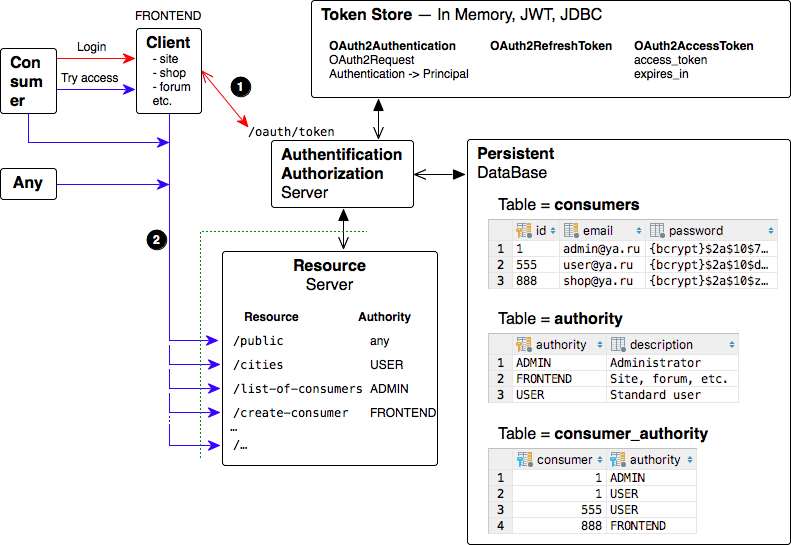 FRONTEND
Consumer
Login
Try access
Client
- site
- shop
- forum
etc.
1
/oauth/token
Any
2
Token Store — In Memory, JWT, JDBC
OAuth2Authentication OAuth2RefreshToken OAuth2AccessToken
OAuth2Request access_token
Authentication -> Principal expires_in
Authentification
Authorization
Server
Resource
Server
Resource Authority
/public any
/cities USER
/list-of-consumers ADMIN
/create-consumer FRONTEND
…
/…
Persistent
DataBase
Table = consumers
id email password
1 1 admin@ya.ru {bcrypt}$2a$10$7…
2 555 user@ya.ru {bcrypt}$2a$10$d…
3 888 shop@ya.ru {bcrypt}$2a$10$z…
Table = authority
authority description
1 ADMIN Administrator
2 FRONTEND Site, forum, etc.
3 USER Standard user
Table = consumer_authority
consumer authority
1 1 ADMIN
2 1 USER
3 555 USER
4 888 FRONTEND